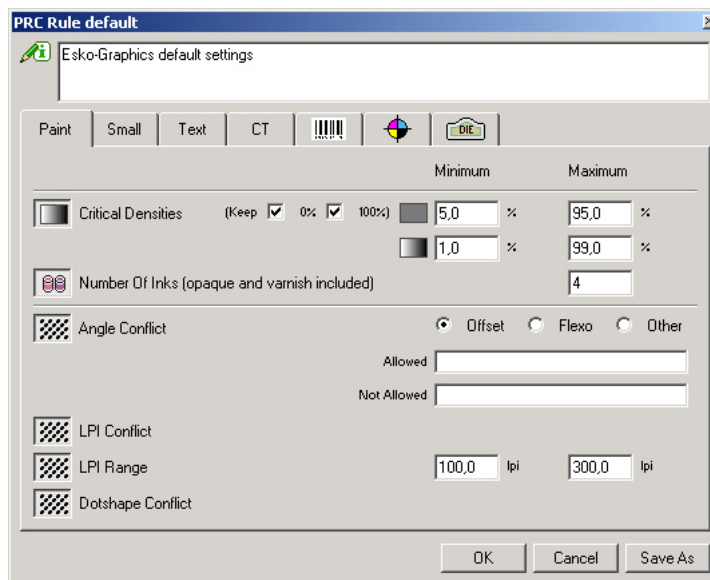 PRC Rule default
Esko-Graphics default settings
Paint Small Text CT DIE
Minimum Maximum
Critical Densities (Keep 0% 100%) 5,0 % 95,0 %
1,0 % 99,0 %
Number Of Inks (opaque and varnish included) 4
Angle Conflict Offset Flexo Other
Allowed
Not Allowed
LPI Conflict
LPI Range 100,0 lpi 300,0 lpi
Dotshape Conflict
OK Cancel Save As